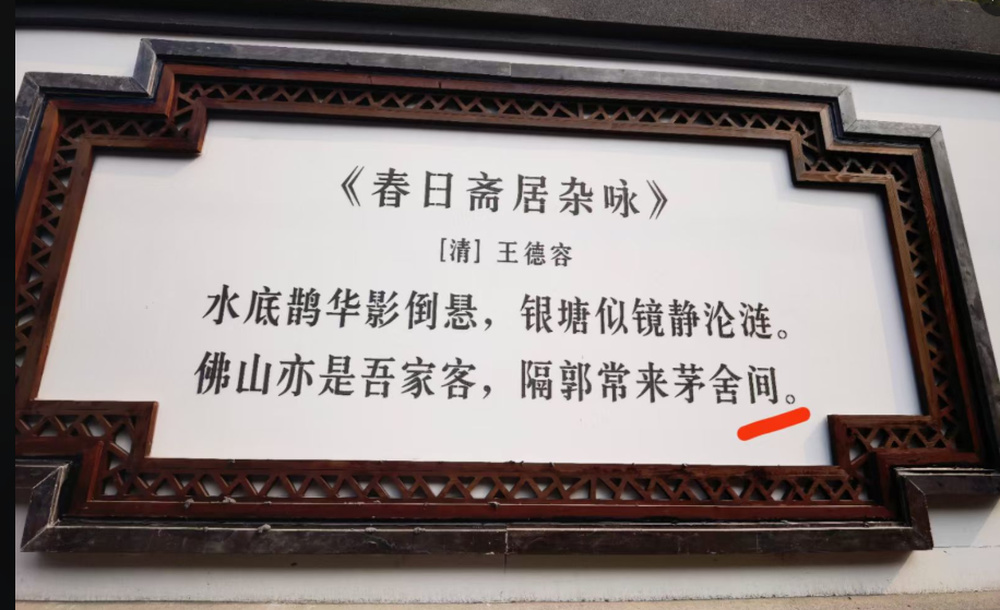 《春日斋居杂咏》
[清] 王德容
水底鹊华影倒悬，银塘似镜静沦涟。
佛山亦是吾家客，隔郭常来茅舍间。